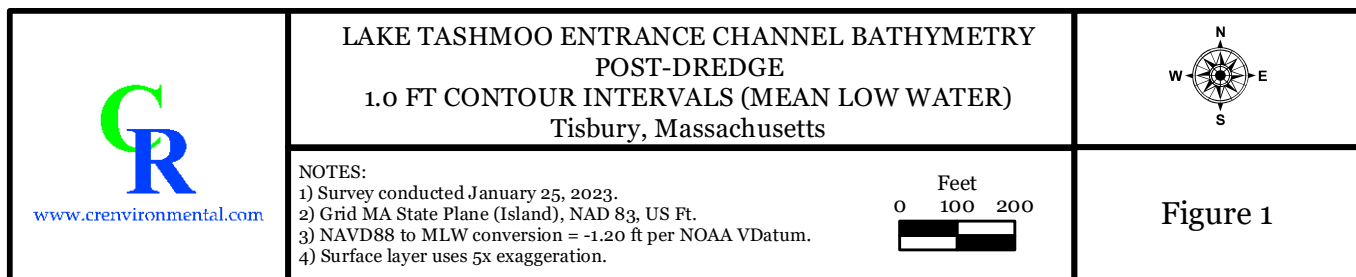 CR
www.crenvironmental.com
LAKE TASHMOO ENTRANCE CHANNEL BATHYMETRY
POST-DREDGE
1.0 FT CONTOUR INTERVALS (MEAN LOW WATER)
Tisbury, Massachusetts
N
W E
S
NOTES:
1) Survey conducted January 25, 2023.
2) Grid MA State Plane (Island), NAD 83, US Ft.
3) NAVD88 to MLW conversion = -1.20 ft per NOAA VDatum.
4) Surface layer uses 5x exaggeration.
Feet
0 100 200
Figure 1